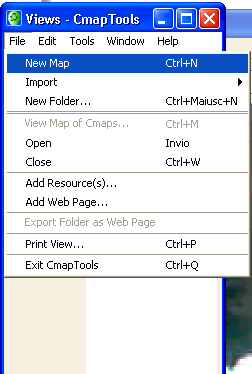 Views - CmapTools
File Edit Tools Window Help
New Map Ctrl+N
Import
New Folder... Ctrl+Maiusc+N
View Map of Cmaps... Ctrl+M
Open Invio
Close Ctrl+W
Add Resource(s)...
Add Web Page...
Export Folder as Web Page
Print View... Ctrl+P
Exit CmapTools Ctrl+Q